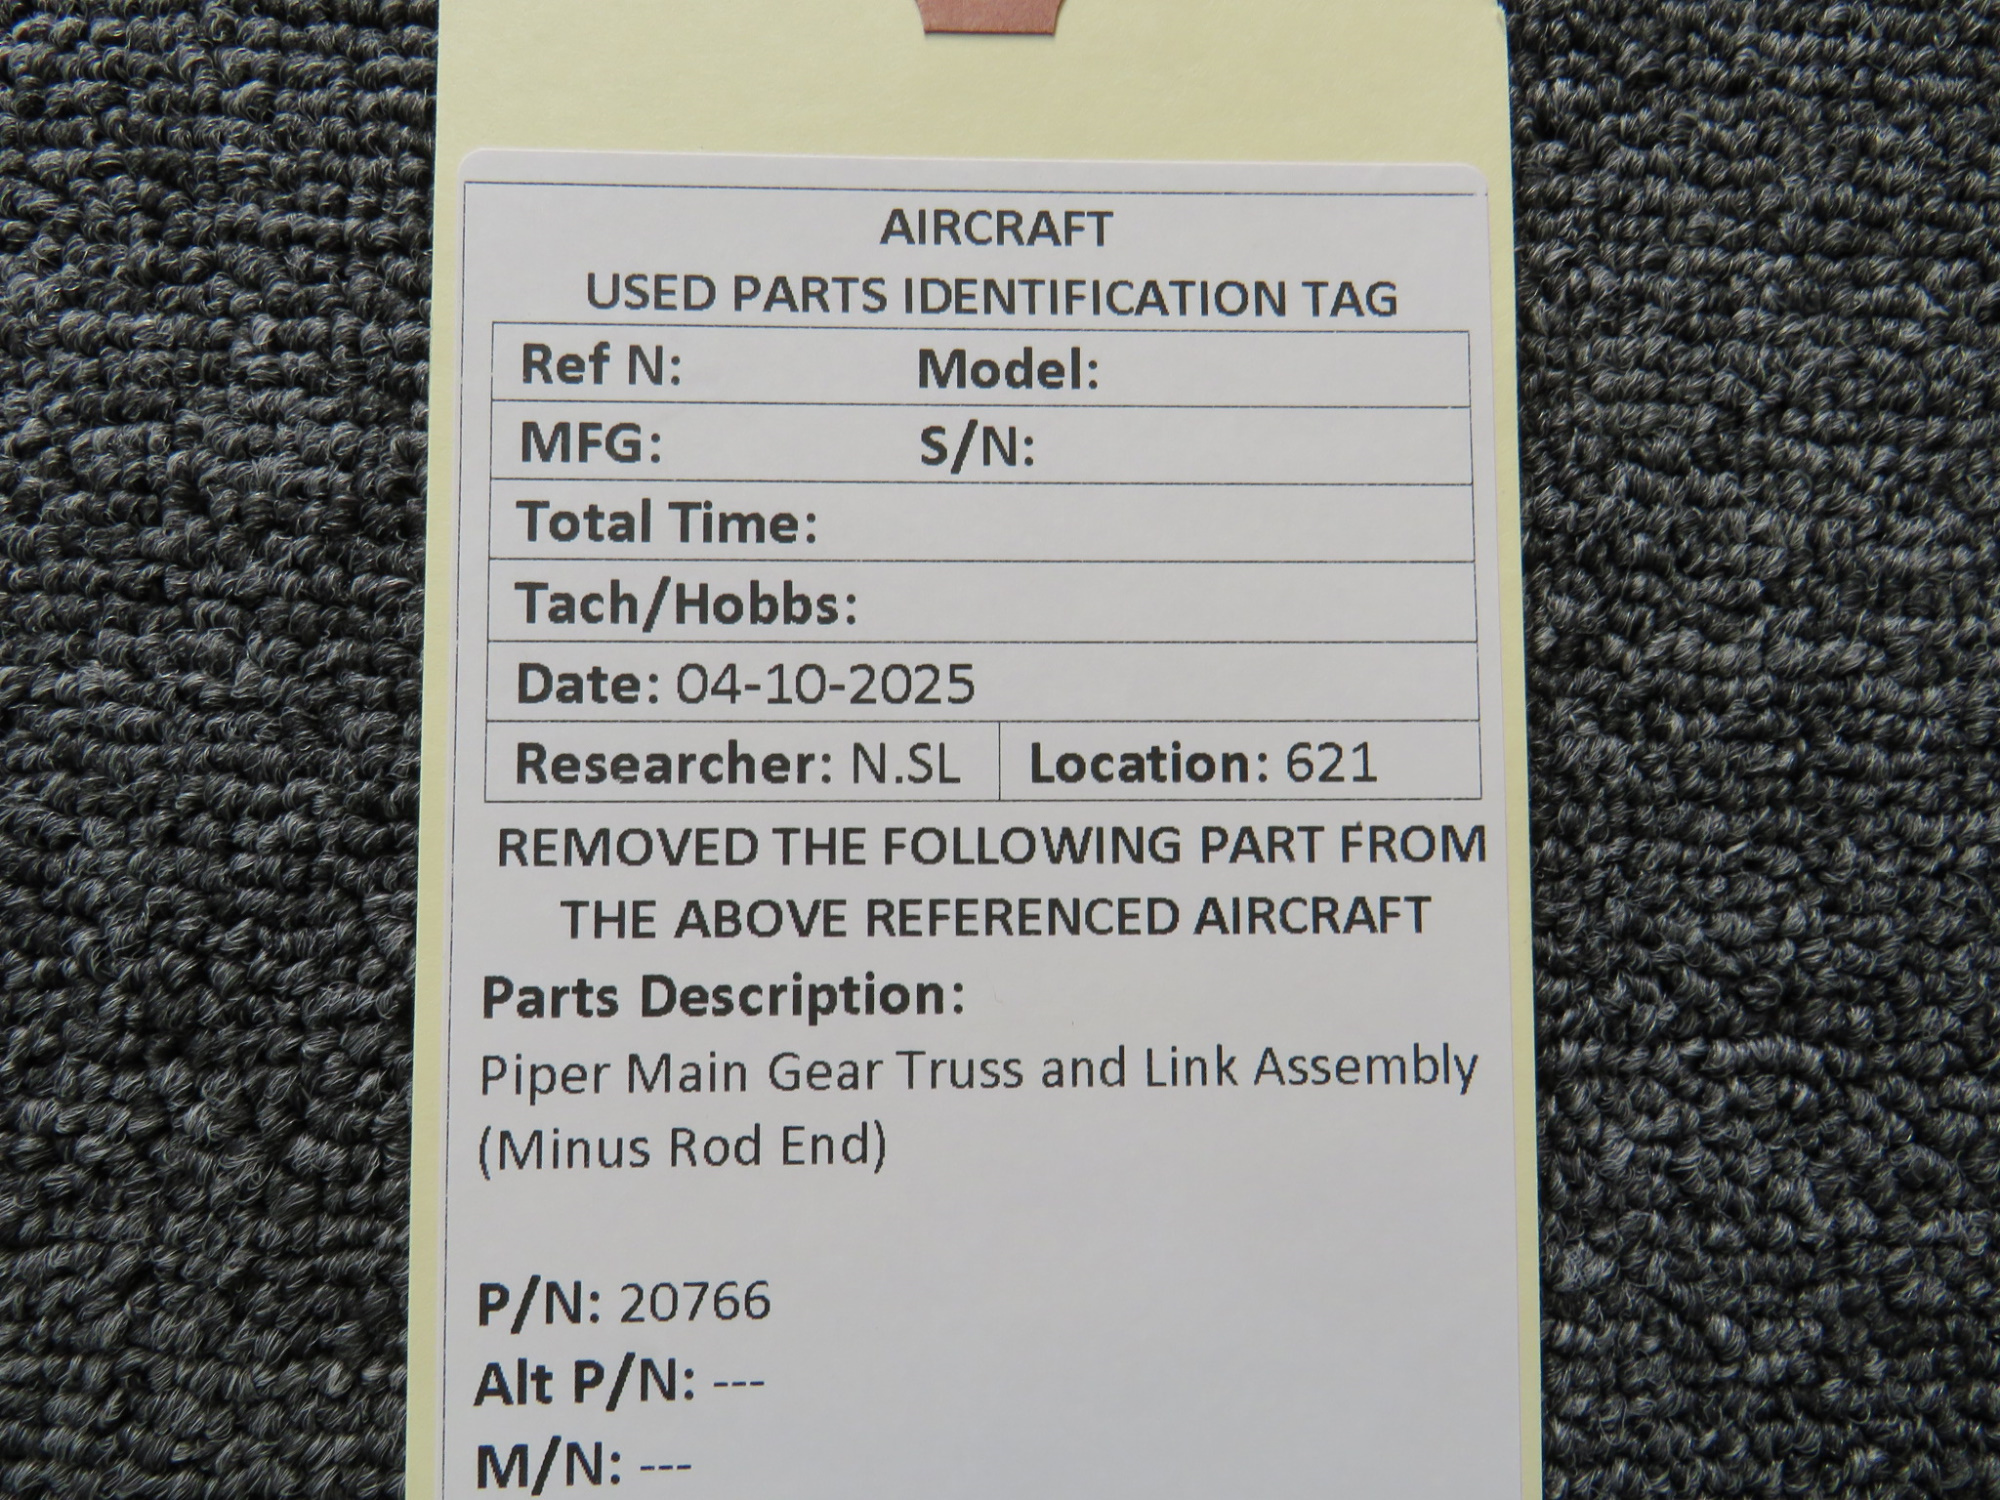 AIRCRAFT
USED PARTS IDENTIFICATION TAG
Ref N: Model:
MFG: S/N:
Total Time:
Tach/Hobbs:
Date: 04-10-2025
Researcher: N.SL Location: 621
REMOVED THE FOLLOWING PART FROM
THE ABOVE REFERENCED AIRCRAFT
Parts Description:
Piper Main Gear Truss and Link Assembly
(Minus Rod End)
P/N: 20766
Alt P/N: ---
M/N: ---